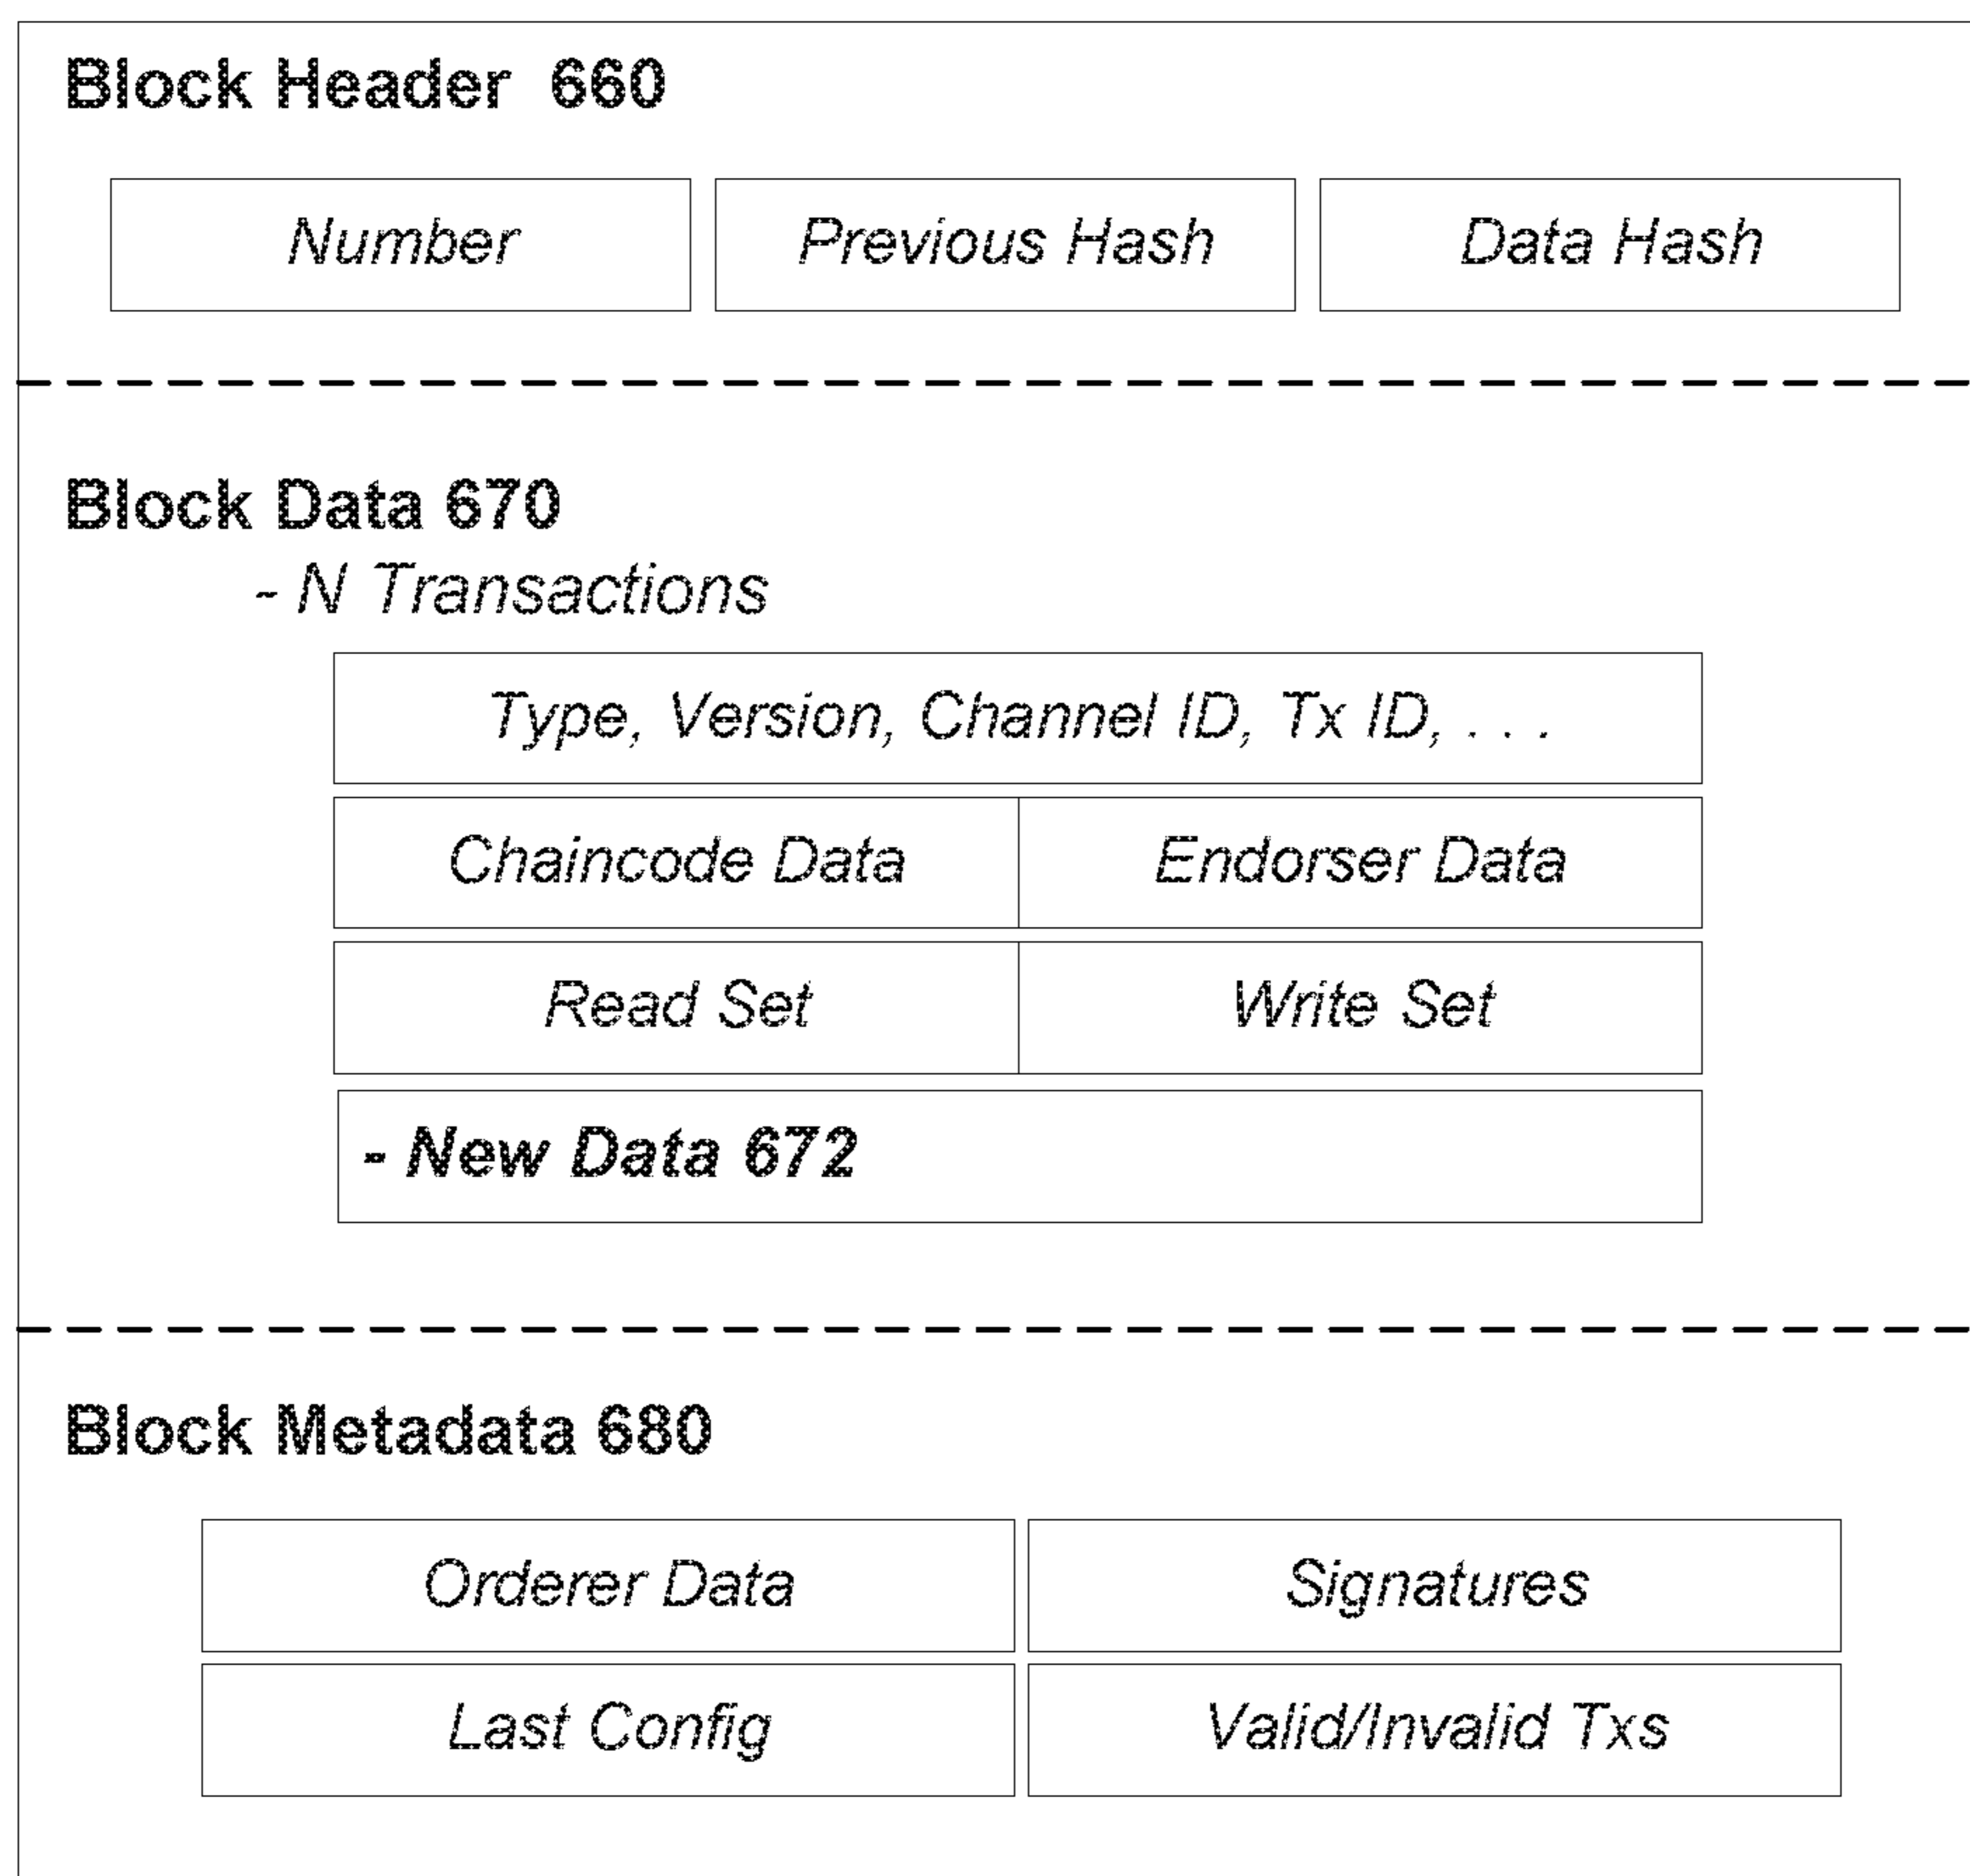 Block Header 660
Number Previous Hash Data Hash
Block Data 670
- N Transactions
Type, Version, Channel ID, Tx ID, . . .
Chaincode Data Endorser Data
Read Set Write Set
- New Data 672
Block Metadata 680
Orderer Data Signatures
Last Config Valid/Invalid Txs